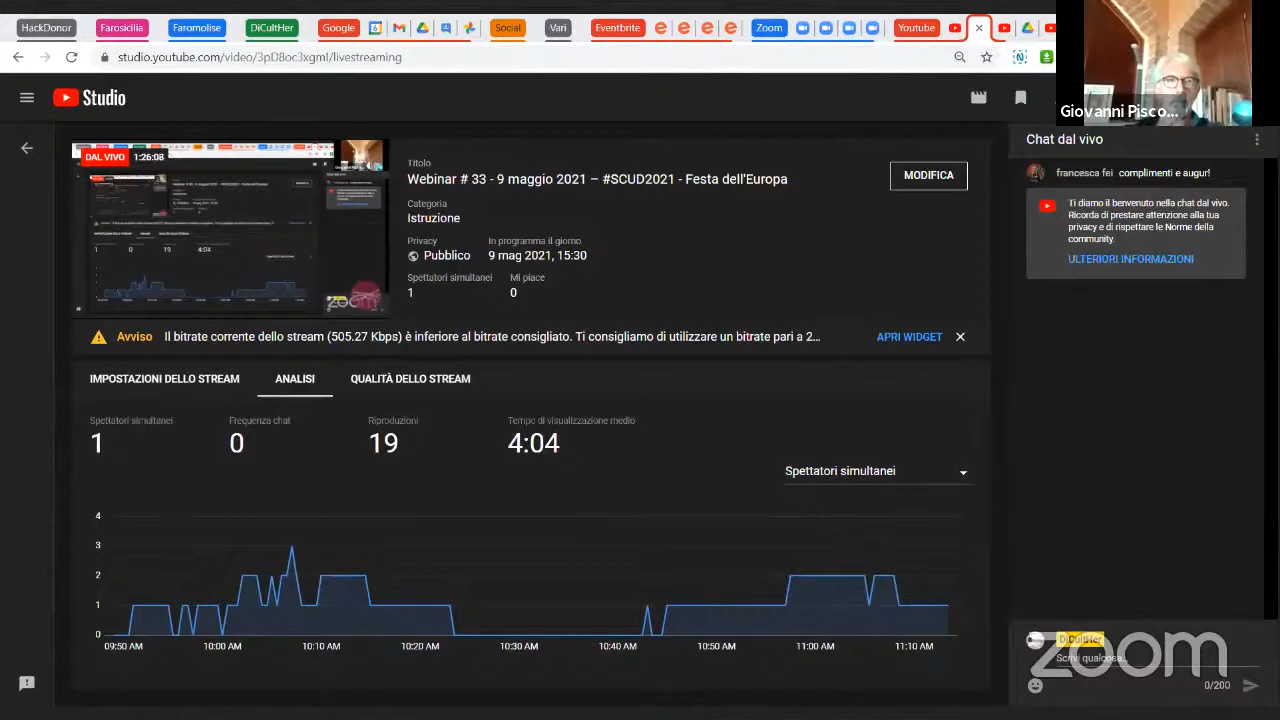 HackDonor
Farosicilia
Faromolise
DiCultHer
Google
Social
Vari
Eventbrite
Zoom
Youtube
studio.youtube.com/video/3pD8oc3xgmI/livestreaming
Giovanni Pisco...
Studio
Chat dal vivo
DAL VIVO 1:26:08
Titolo
Webinar # 33 - 9 maggio 2021 – #SCUD2021 - Festa dell'Europa
MODIFICA
Categoria
Istruzione
Privacy
Pubblico
In programma il giorno
9 mag 2021, 15:30
Spettatori simultanei
1
Mi piace
0
francesca fei complimenti e augur!
Ti diamo il benvenuto nella chat dal vivo.
Ricorda di prestare attenzione alla tua
privacy e di rispettare le Norme della
community.
ULTERIORI INFORMAZIONI
Avviso Il bitrate corrente dello stream (505.27 Kbps) è inferiore al bitrate consigliato. Ti consigliamo di utilizzare un bitrate pari a 2...
APRI WIDGET
IMPOSTAZIONI DELLO STREAM
ANALISI
QUALITÀ DELLO STREAM
Spettatori simultanei
1
Frequenza chat
0
Riproduzioni
19
Tempo di visualizzazione medio
4:04
Spettatori simultanei
4
3
2
1
0
09:50 AM 10:00 AM 10:10 AM 10:20 AM 10:30 AM 10:40 AM 10:50 AM 11:00 AM 11:10 AM
DiCultHer
Scrivi qualcosa...
zoom
0/200